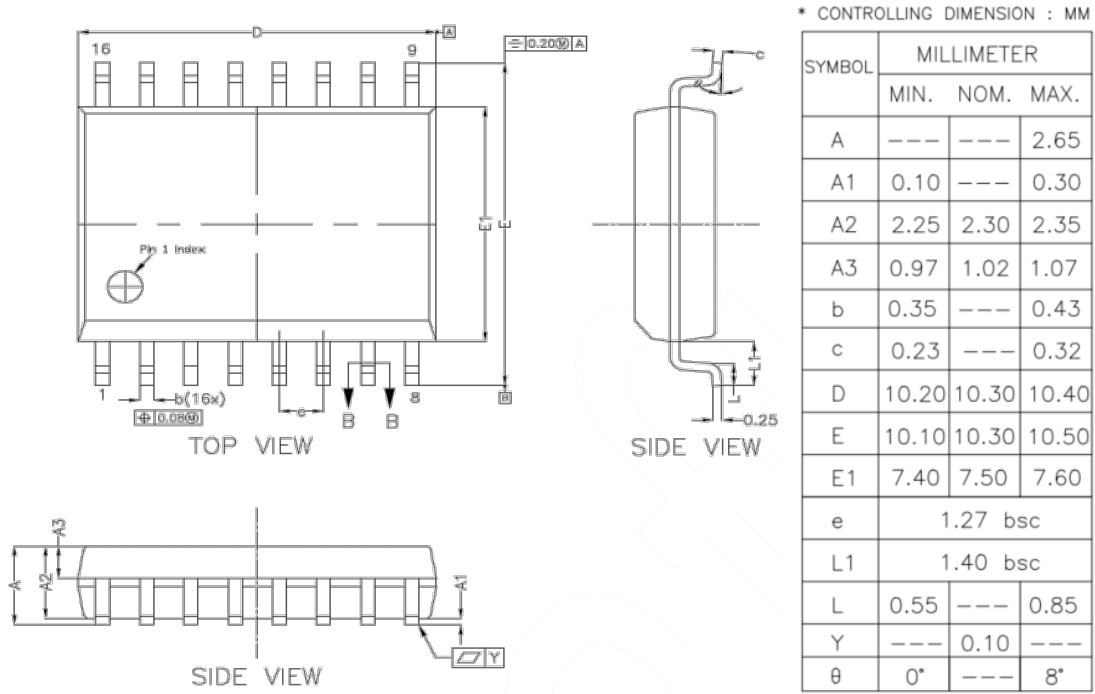 * CONTROLLING DIMENSION : MM
D
A
16
9
0.20 Ⓜ A
E1
E
Pin 1 Index
1
8
b(16x)
0.08 Ⓜ
e
B B
B
TOP VIEW
c
θ
L1
L
0.25
SIDE VIEW
A
A2
A3
A1
Y
SIDE VIEW
SYMBOL MILLIMETER
MIN. NOM. MAX.
A --- --- 2.65
A1 0.10 --- 0.30
A2 2.25 2.30 2.35
A3 0.97 1.02 1.07
b 0.35 --- 0.43
c 0.23 --- 0.32
D 10.20 10.30 10.40
E 10.10 10.30 10.50
E1 7.40 7.50 7.60
e 1.27 bsc
L1 1.40 bsc
L 0.55 --- 0.85
Y --- 0.10 ---
θ 0° --- 8°